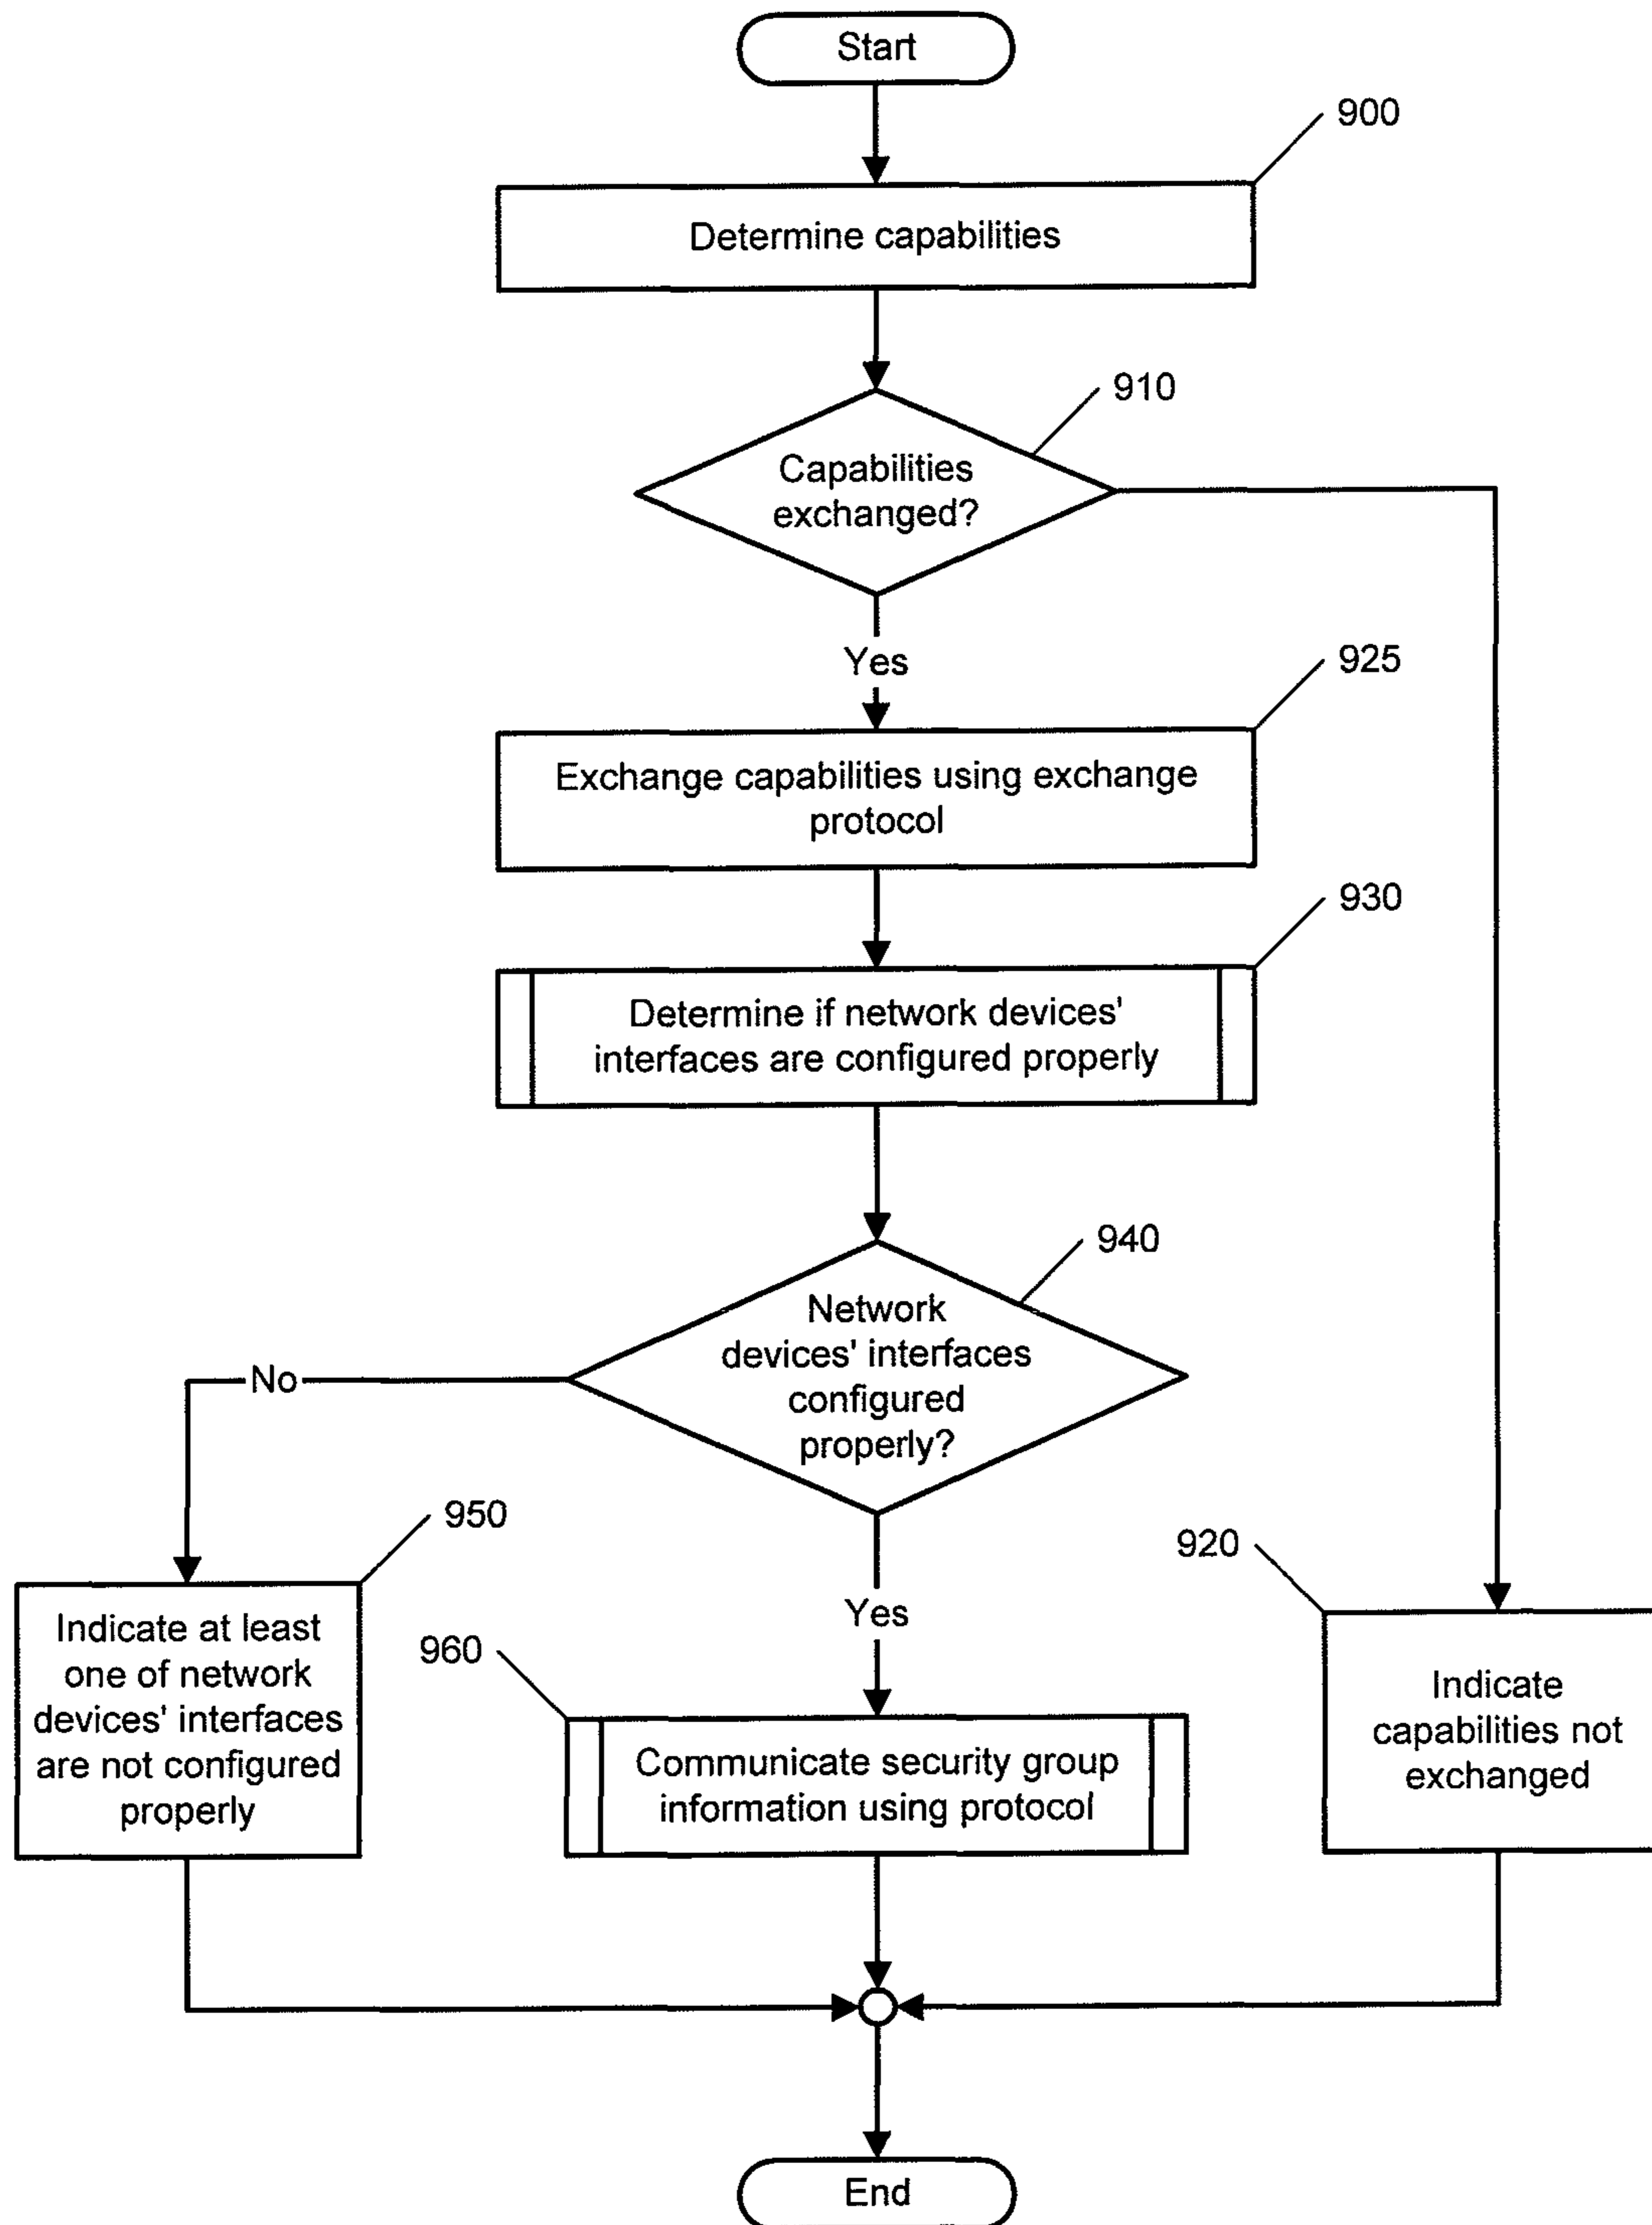 Start
900
Determine capabilities
910
Capabilities
exchanged?
Yes
925
Exchange capabilities using exchange
protocol
930
Determine if network devices'
interfaces are configured properly
940
Network
devices' interfaces
configured
properly?
No
950
Indicate at least
one of network
devices' interfaces
are not configured
properly
Yes
960
Communicate security group
information using protocol
920
Indicate
capabilities not
exchanged
End